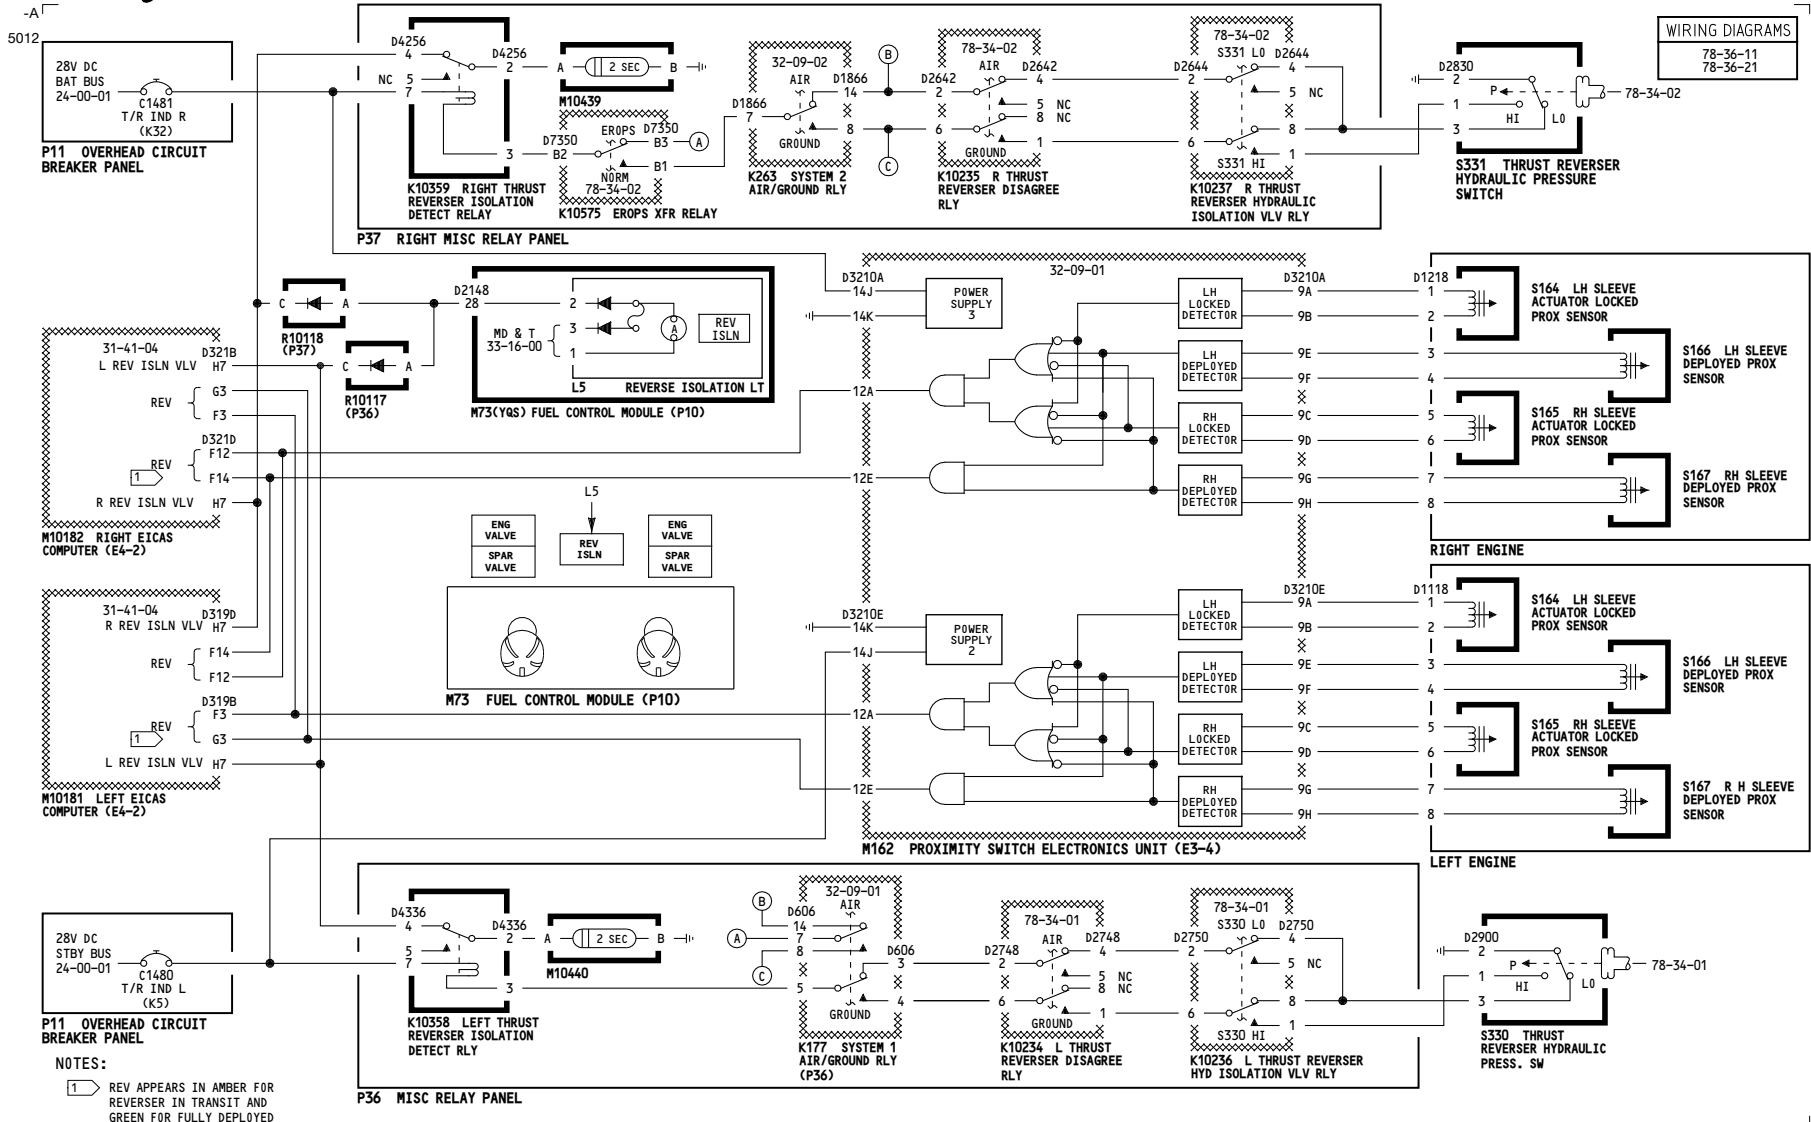 -A
5012
WIRING DIAGRAMS
78-36-11
78-36-21
28V DC
BAT BUS
24-00-01
C1481
T/R IND R
(K32)
P11 OVERHEAD CIRCUIT
BREAKER PANEL
D4256
4
NC 5
7
D4256
2
3
K10359 RIGHT THRUST
REVERSER ISOLATION
DETECT RELAY
A
2 SEC
B
M10439
D7350
B2
EROPS
D7350
B3
A
B1
NORM
78-34-02
K10575 EROPS XFR RELAY
32-09-02
AIR
D1866
14
D1866
7
8
GROUND
K263 SYSTEM 2
AIR/GROUND RLY
B
C
78-34-02
AIR
D2642
2
D2642
4
5 NC
8 NC
6
1
GROUND
K10235 R THRUST
REVERSER DISAGREE
RLY
78-34-02
S331 LO
D2644
2
D2644
4
5 NC
6
8
1
S331 HI
K10237 R THRUST
REVERSER HYDRAULIC
ISOLATION VLV RLY
P37 RIGHT MISC RELAY PANEL
D2830
2
1
3
P
HI
LO
78-34-02
S331 THRUST REVERSER
HYDRAULIC PRESSURE
SWITCH
C
A
R10118
(P37)
C
A
R10117
(P36)
D2148
28
2
3
1
MD & T
33-16-00
A
REV
ISLN
L5
REVERSE ISOLATION LT
M73(YQS) FUEL CONTROL MODULE (P10)
31-41-04
L REV ISLN VLV
D321B
H7
G3
REV
F3
D321D
F12
REV
1
F14
R REV ISLN VLV H7
M10182 RIGHT EICAS
COMPUTER (E4-2)
31-41-04
D319D
R REV ISLN VLV H7
F14
REV
F12
D319B
F3
REV
1
G3
L REV ISLN VLV H7
M10181 LEFT EICAS
COMPUTER (E4-2)
L5
ENG
VALVE
SPAR
VALVE
REV
ISLN
ENG
VALVE
SPAR
VALVE
M73 FUEL CONTROL MODULE (P10)
32-09-01
D3210A
14J
14K
POWER
SUPPLY
3
12A
12E
LH
LOCKED
DETECTOR
LH
DEPLOYED
DETECTOR
RH
LOCKED
DETECTOR
RH
DEPLOYED
DETECTOR
D3210A
9A
9B
9E
9F
9C
9D
9G
9H
D1218
1
2
3
4
5
6
7
8
S164 LH SLEEVE
ACTUATOR LOCKED
PROX SENSOR
S166 LH SLEEVE
DEPLOYED PROX
SENSOR
S165 RH SLEEVE
ACTUATOR LOCKED
PROX SENSOR
S167 RH SLEEVE
DEPLOYED PROX
SENSOR
RIGHT ENGINE
D3210E
14K
14J
POWER
SUPPLY
2
12A
12E
LH
LOCKED
DETECTOR
LH
DEPLOYED
DETECTOR
RH
LOCKED
DETECTOR
RH
DEPLOYED
DETECTOR
D3210E
9A
9B
9E
9F
9C
9D
9G
9H
D1118
1
2
3
4
5
6
7
8
S164 LH SLEEVE
ACTUATOR LOCKED
PROX SENSOR
S166 LH SLEEVE
DEPLOYED PROX
SENSOR
S165 RH SLEEVE
ACTUATOR LOCKED
PROX SENSOR
S167 R H SLEEVE
DEPLOYED PROX
SENSOR
LEFT ENGINE
M162 PROXIMITY SWITCH ELECTRONICS UNIT (E3-4)
28V DC
STBY BUS
24-00-01
C1480
T/R IND L
(K5)
P11 OVERHEAD CIRCUIT
BREAKER PANEL
D4336
4
5
7
D4336
2
3
K10358 LEFT THRUST
REVERSER ISOLATION
DETECT RLY
A
2 SEC
B
M10440
B
A
C
32-09-01
AIR
D606
14
7
8
5
D606
3
4
GROUND
K177 SYSTEM 1
AIR/GROUND RLY
(P36)
78-34-01
AIR
D2748
2
D2748
4
5 NC
8 NC
6
1
GROUND
K10234 L THRUST
REVERSER DISAGREE
RLY
78-34-01
S330 LO
D2750
2
D2750
4
5 NC
6
8
1
S330 HI
K10236 L THRUST REVERSER
HYD ISOLATION VLV RLY
P36 MISC RELAY PANEL
D2900
2
1
3
P
HI
LO
78-34-01
S330 THRUST
REVERSER HYDRAULIC
PRESS. SW
NOTES:
1 REV APPEARS IN AMBER FOR
REVERSER IN TRANSIT AND
GREEN FOR FULLY DEPLOYED